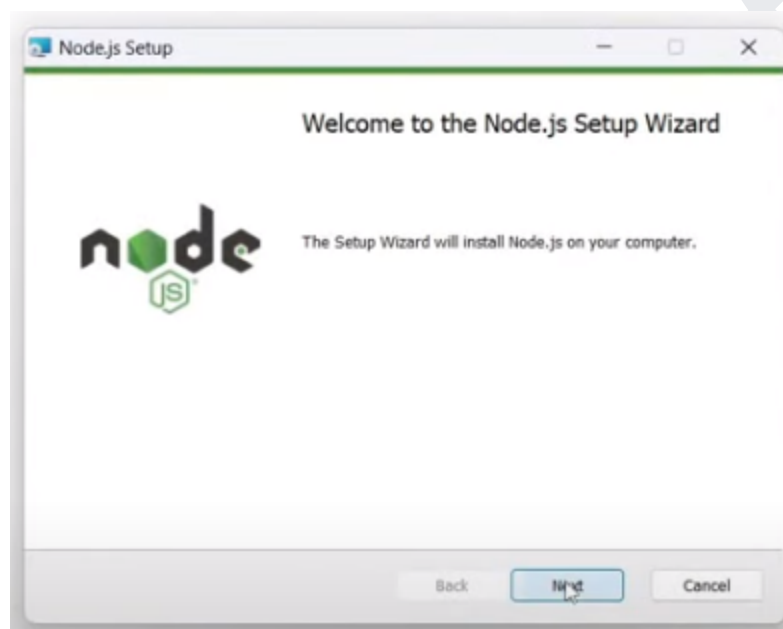 Node.js Setup
Welcome to the Node.js Setup Wizard
node
JS
The Setup Wizard will install Node.js on your computer.
Back
Next
Cancel